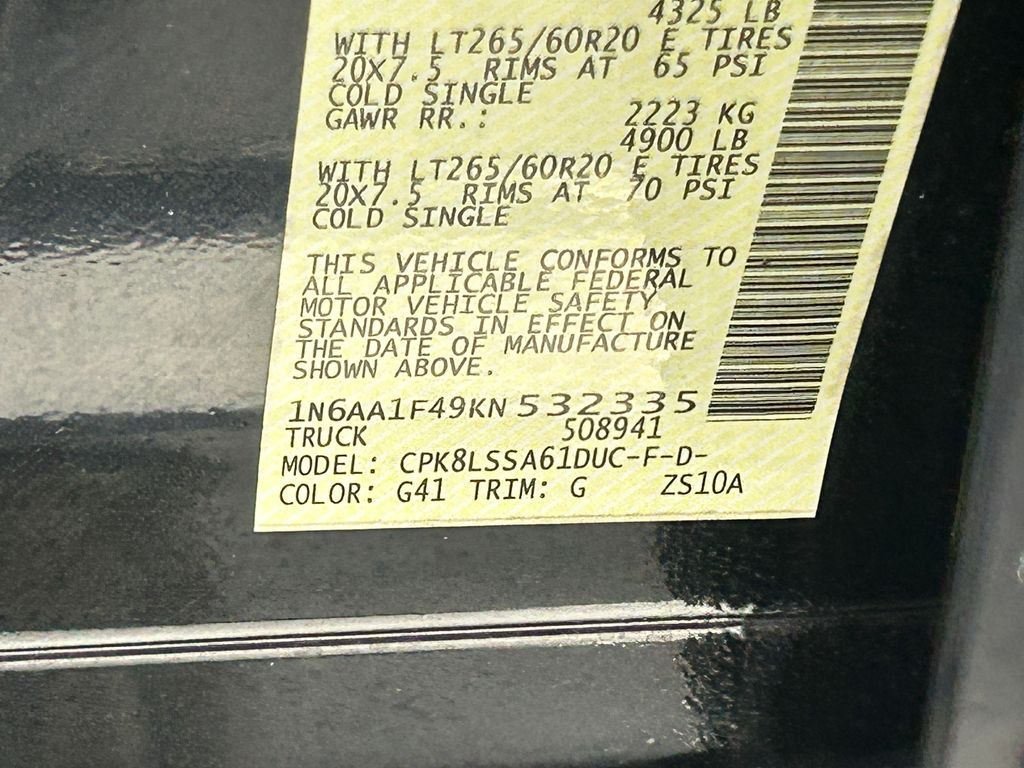 4325 LB
WITH LT265/60R20 E TIRES
20X7.5 RIMS AT 65 PSI
COLD SINGLE
GAWR RR.: 2223 KG
4900 LB
WITH LT265/60R20 E TIRES
20X7.5 RIMS AT 70 PSI
COLD SINGLE
THIS VEHICLE CONFORMS TO
ALL APPLICABLE FEDERAL
MOTOR VEHICLE SAFETY
STANDARDS IN EFFECT ON
THE DATE OF MANUFACTURE
SHOWN ABOVE.
1N6AA1F49KN532335
TRUCK 508941
MODEL: CPK8LSSA61DUC-F-D-
COLOR: G41 TRIM: G ZS10A